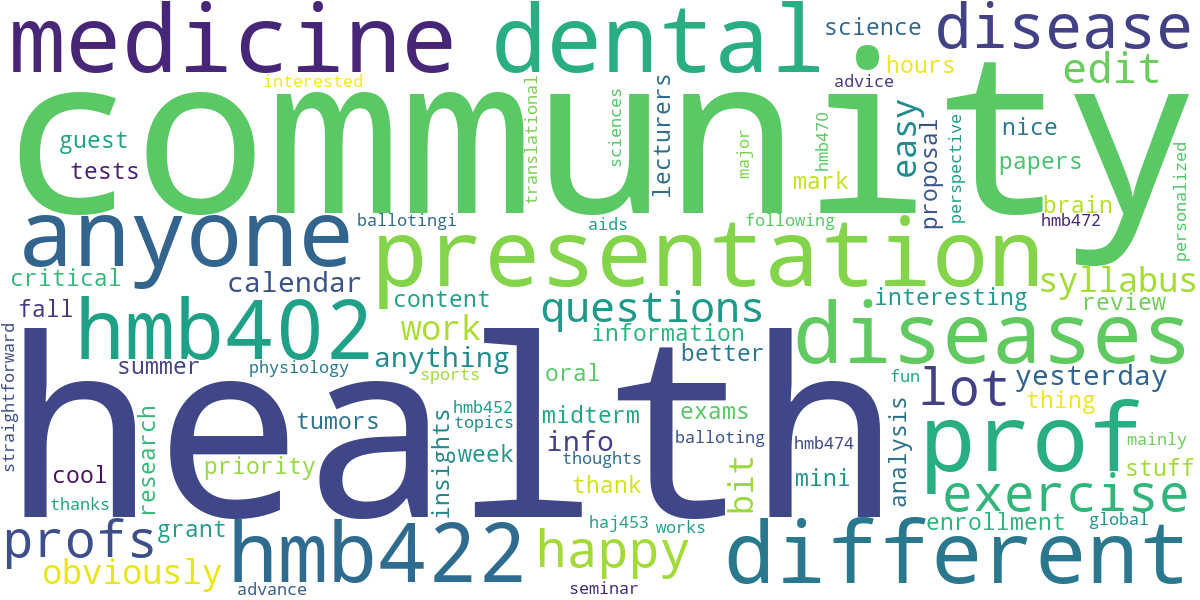 medicine
dental
science
disease
interested
translational
sciences
lecturers
advice
hours
edit
community
guest
tests
major
hmb470
mark
easy
proposal
perspective
nice
papers
brain
hmb472
personalized
anyone
ballotingi
aids
following
presentation
critical
calendar
syllabus
fall
hmb402
content
work
questions
information
interesting
review
diseases
straightforward
summer
physiology
anything
sports
better
yesterday
health
research
tumors
insights
hmb452
topics
oral
midterm
exams
fun
lot
thing
prof
mainly
stuff
cool
priority
week
info
thoughts
thank
balloting
bit
hmb474
mini
analysis
thanks
exercise
profs
grant
hmb422
haj453
works
enrollment
global
obviously
advance
happy
seminar
different